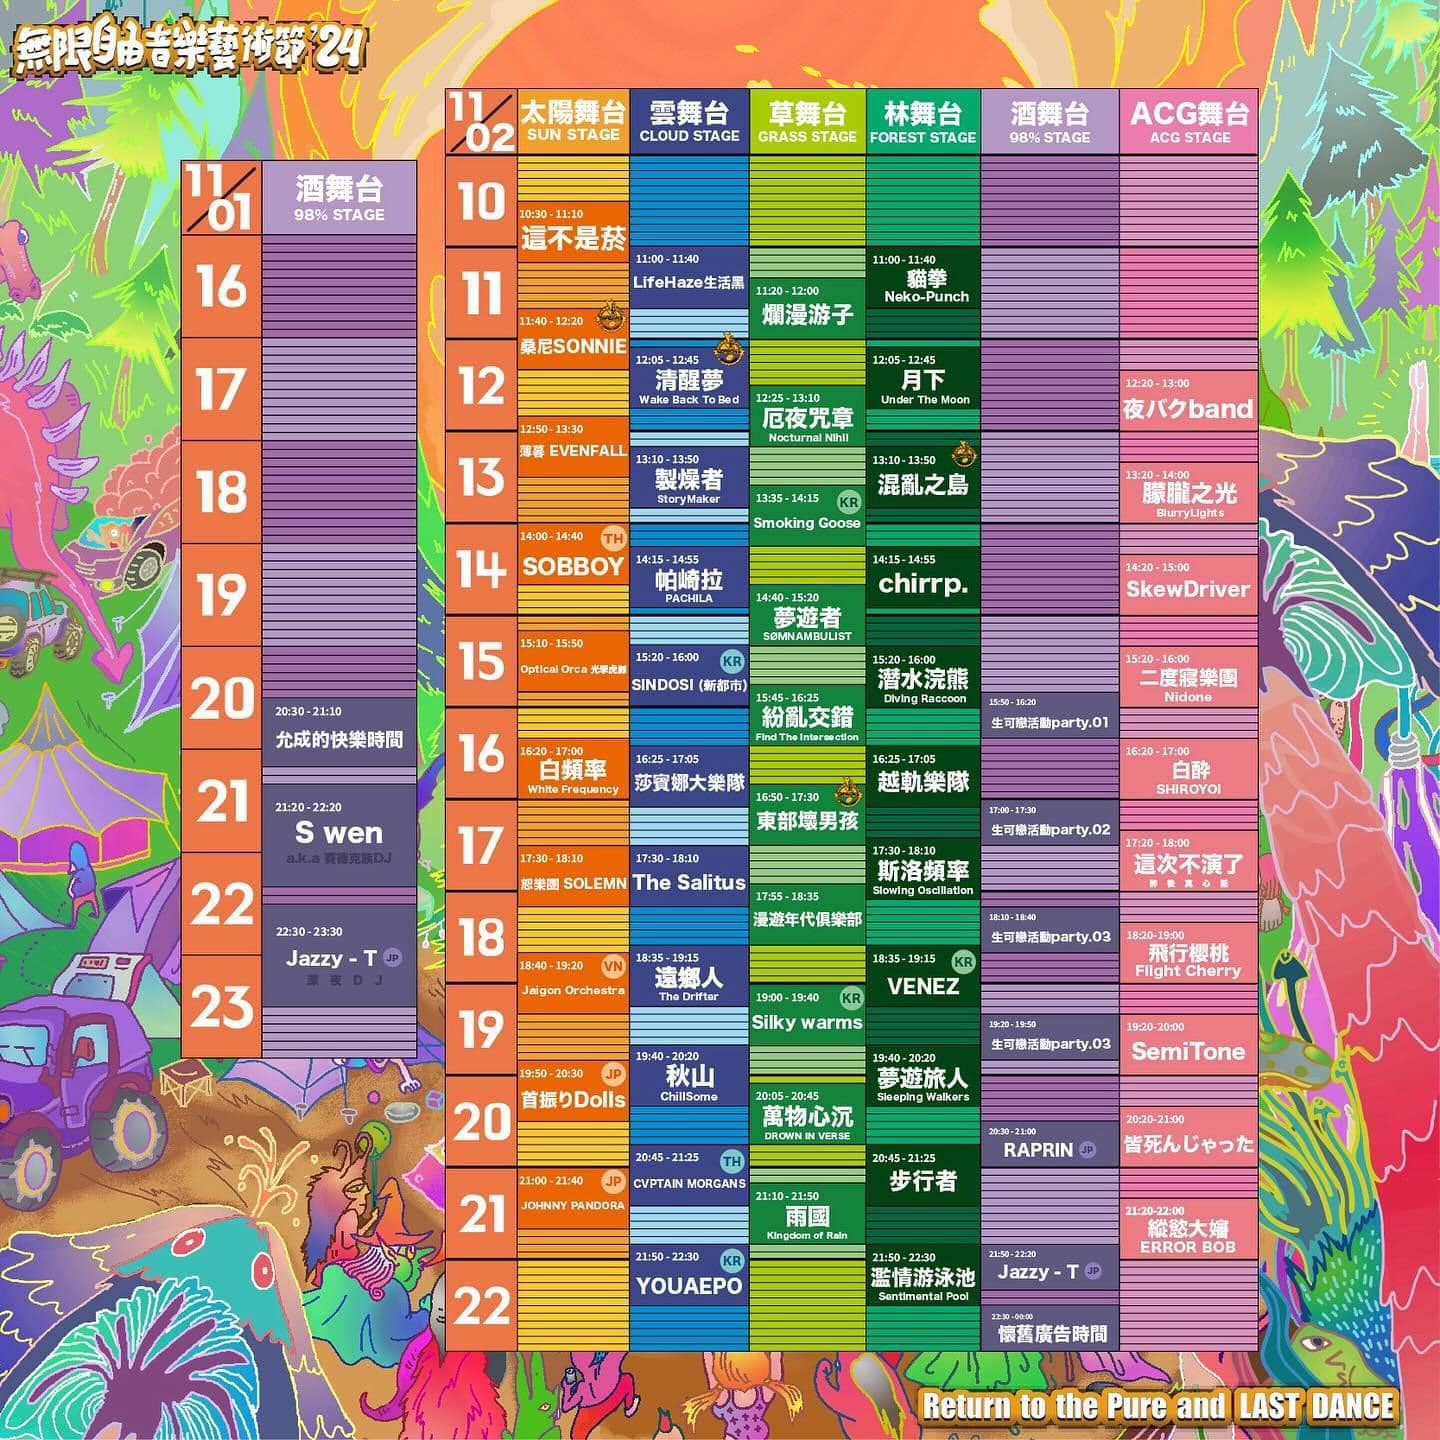 無限自由音樂藝術節'24
11/01
酒舞台
98% STAGE
16
17
18
19
20
21
22
23
20:30 - 21:10
允成的快樂時間
21:20 - 22:20
S wen
a.k.a 賽德克族DJ
22:30 - 23:30
Jazzy - T JP
深 夜 D J
11/02
太陽舞台
SUN STAGE
雲舞台
CLOUD STAGE
草舞台
GRASS STAGE
林舞台
FOREST STAGE
酒舞台
98% STAGE
ACG舞台
ACG STAGE
10
11
12
13
14
15
16
17
18
19
20
21
22
10:30 - 11:10
這不是菸
11:40 - 12:20
桑尼SONNIE
12:50 - 13:30
薄暮 EVENFALL
14:00 - 14:40 TH
SOBBOY
15:10 - 15:50
Optical Orca 光學虎鯨
16:20 - 17:00
白頻率
White Frequency
17:30 - 18:10
恕樂團 SOLEMN
18:40 - 19:20 VN
Jaigon Orchestra
19:50 - 20:30 JP
首振りDolls
21:00 - 21:40 JP
JOHNNY PANDORA
11:00 - 11:40
LifeHaze生活黑
12:05 - 12:45
清醒夢
Wake Back To Bed
13:10 - 13:50
製燥者
StoryMaker
14:15 - 14:55
帕崎拉
PACHILA
15:20 - 16:00 KR
SINDOSI (新都市)
16:25 - 17:05
莎賓娜大樂隊
17:30 - 18:10
The Salitus
18:35 - 19:15
遠鄉人
The Drifter
19:40 - 20:20
秋山
ChillSome
20:45 - 21:25 TH
CVPTAIN MORGANS
21:50 - 22:30 KR
YOUAEPO
11:20 - 12:00
爛漫游子
12:25 - 13:10
厄夜咒章
Nocturnal Nihil
13:35 - 14:15 KR
Smoking Goose
14:40 - 15:20
夢遊者
SØMNAMBULIST
15:45 - 16:25
紛亂交錯
Find The Intersection
16:50 - 17:30
東部壞男孩
17:55 - 18:35
漫遊年代俱樂部
19:00 - 19:40 KR
Silky warms
20:05 - 20:45
萬物心沉
DROWN IN VERSE
21:10 - 21:50
雨國
Kingdom of Rain
11:00 - 11:40
貓拳
Neko-Punch
12:05 - 12:45
月下
Under The Moon
13:10 - 13:50
混亂之島
14:15 - 14:55
chirrp.
15:20 - 16:00
潛水浣熊
Diving Raccoon
16:25 - 17:05
越軌樂隊
17:30 - 18:10
斯洛頻率
Slowing Oscillation
18:35 - 19:15 KR
VENEZ
19:40 - 20:20
夢遊旅人
Sleeping Walkers
20:45 - 21:25
步行者
21:50 - 22:30
濫情游泳池
Sentimental Pool
15:50 - 16:20
生可戀活動party.01
17:00 - 17:30
生可戀活動party.02
18:10 - 18:40
生可戀活動party.03
19:20 - 19:50
生可戀活動party.03
20:30 - 21:00
RAPRIN JP
21:50 - 22:20
Jazzy - T JP
22:30 - 00:00
懷舊廣告時間
12:20 - 13:00
夜バクband
13:20 - 14:00
朦朧之光
BlurryLights
14:20 - 15:00
SkewDriver
15:20 - 16:00
二度寢樂團
Nidone
16:20 - 17:00
白酔
SHIROYOI
17:20 - 18:00
這次不演了
18:20-19:00
飛行櫻桃
Flight Cherry
19:20-20:00
SemiTone
20:20-21:00
皆死んじゃった
21:20-22:00
縱慾大嬸
ERROR BOB
Return to the Pure and LAST DANCE